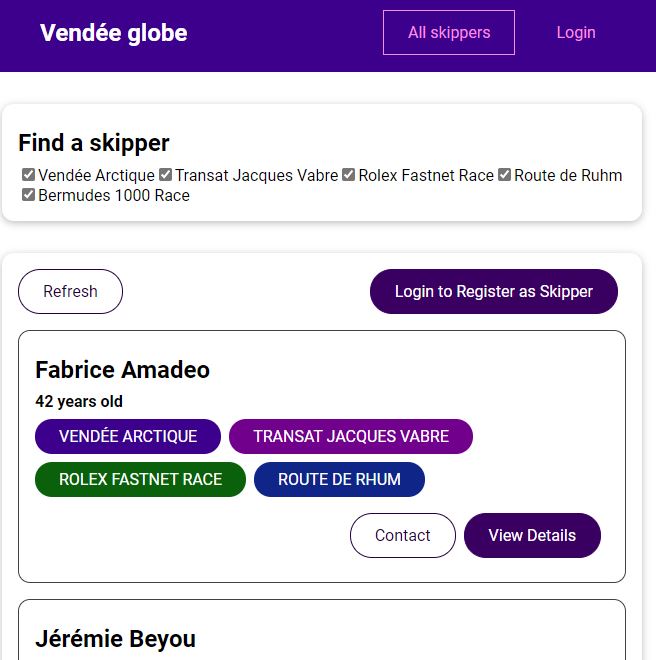 Vendée globe All skippers Login
Find a skipper
Vendée Arctique Transat Jacques Vabre Rolex Fastnet Race Route de Ruhm
Bermudes 1000 Race
Refresh Login to Register as Skipper
Fabrice Amadeo
42 years old
VENDÉE ARCTIQUE TRANSAT JACQUES VABRE
ROLEX FASTNET RACE ROUTE DE RHUM
Contact View Details
Jérémie Beyou